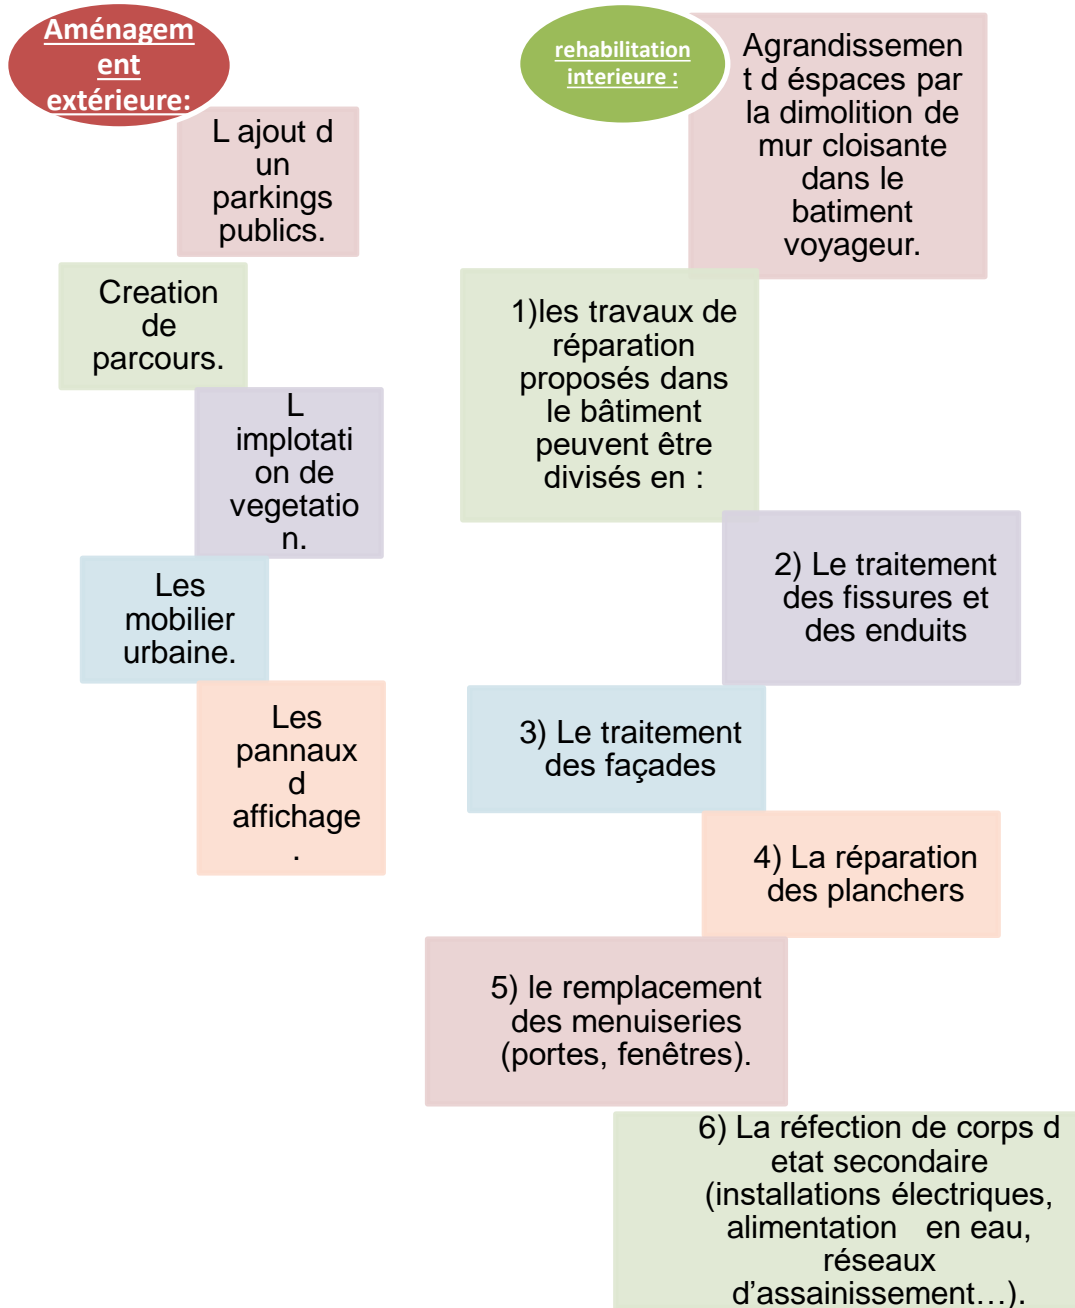 Aménagem
ent
extérieure:
L ajout d
un
parkings
publics.
Creation
de
parcours.
L
implotati
on de
vegetatio
n.
Les
mobilier
urbaine.
Les
pannaux
d
affichage
.
rehabilitation
interieure :
Agrandissemen
t d éspaces par
la dimolition de
mur cloisante
dans le
batiment
voyageur.
1)les travaux de
réparation
proposés dans
le bâtiment
peuvent être
divisés en :
2) Le traitement
des fissures et
des enduits
3) Le traitement
des façades
4) La réparation
des planchers
5) le remplacement
des menuiseries
(portes, fenêtres).
6) La réfection de corps d
etat secondaire
(installations électriques,
alimentation en eau,
réseaux
d’assainissement…).